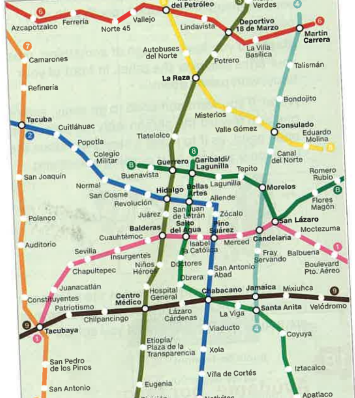 del Petróleo
3
Verdes
4
6
Azcapotzalco
Ferrería
Norte 45
Vallejo
Lindavista
Deportivo
18 de Marzo
La Villa
Basílica
6
Martín
Carrera
7
Camarones
Autobuses
del Norte
Potrero
Talismán
La Raza
Refinería
Bondojito
Misterios
Tacuba
2
Cuitláhuac
Valle Gómez
Consulado
Popotla
Tlatelolco
Eduardo
Molina
5
Colegio
Militar
Canal
del Norte
B
Buenavista
Guerrero
B
Garibaldi/
Lagunilla
Lagunilla
Tepito
Romero
Rubio
San Joaquín
Normal
San Cosme
Revolución
Hidalgo
Bellas
Artes
Morelos
B
Allende
Flores
Magón
Polanco
Juárez
San Juan
de Letrán
Zócalo
San Lázaro
Auditorio
Balderas
Salto
del Agua
Pino
Suárez
Moctezuma
Cuauhtémoc
Isabel
la Católica
Merced
Candelaria
1
Sevilla
Insurgentes
Niños
Héroes
Doctores
Fray
Servando
Balbuena
Boulevard
Pto. Aéreo
Chapultepec
San Antonio
Abad
Juanacatlán
Obrera
Constituyentes
Patriotismo
Centro
Médico
Hospital
General
Chabacano
Jamaica
Mixiuhca
9
9
Tacubaya
1
Chilpancingo
Lázaro
Cárdenas
La Viga
Santa Anita
Velódromo
4
Viaducto
Etiopía/
Plaza de la
Transparencia
Coyuya
San Pedro
de los Pinos
Xola
Villa de Cortés
Iztacalco
San Antonio
Eugenia
Apatlaco